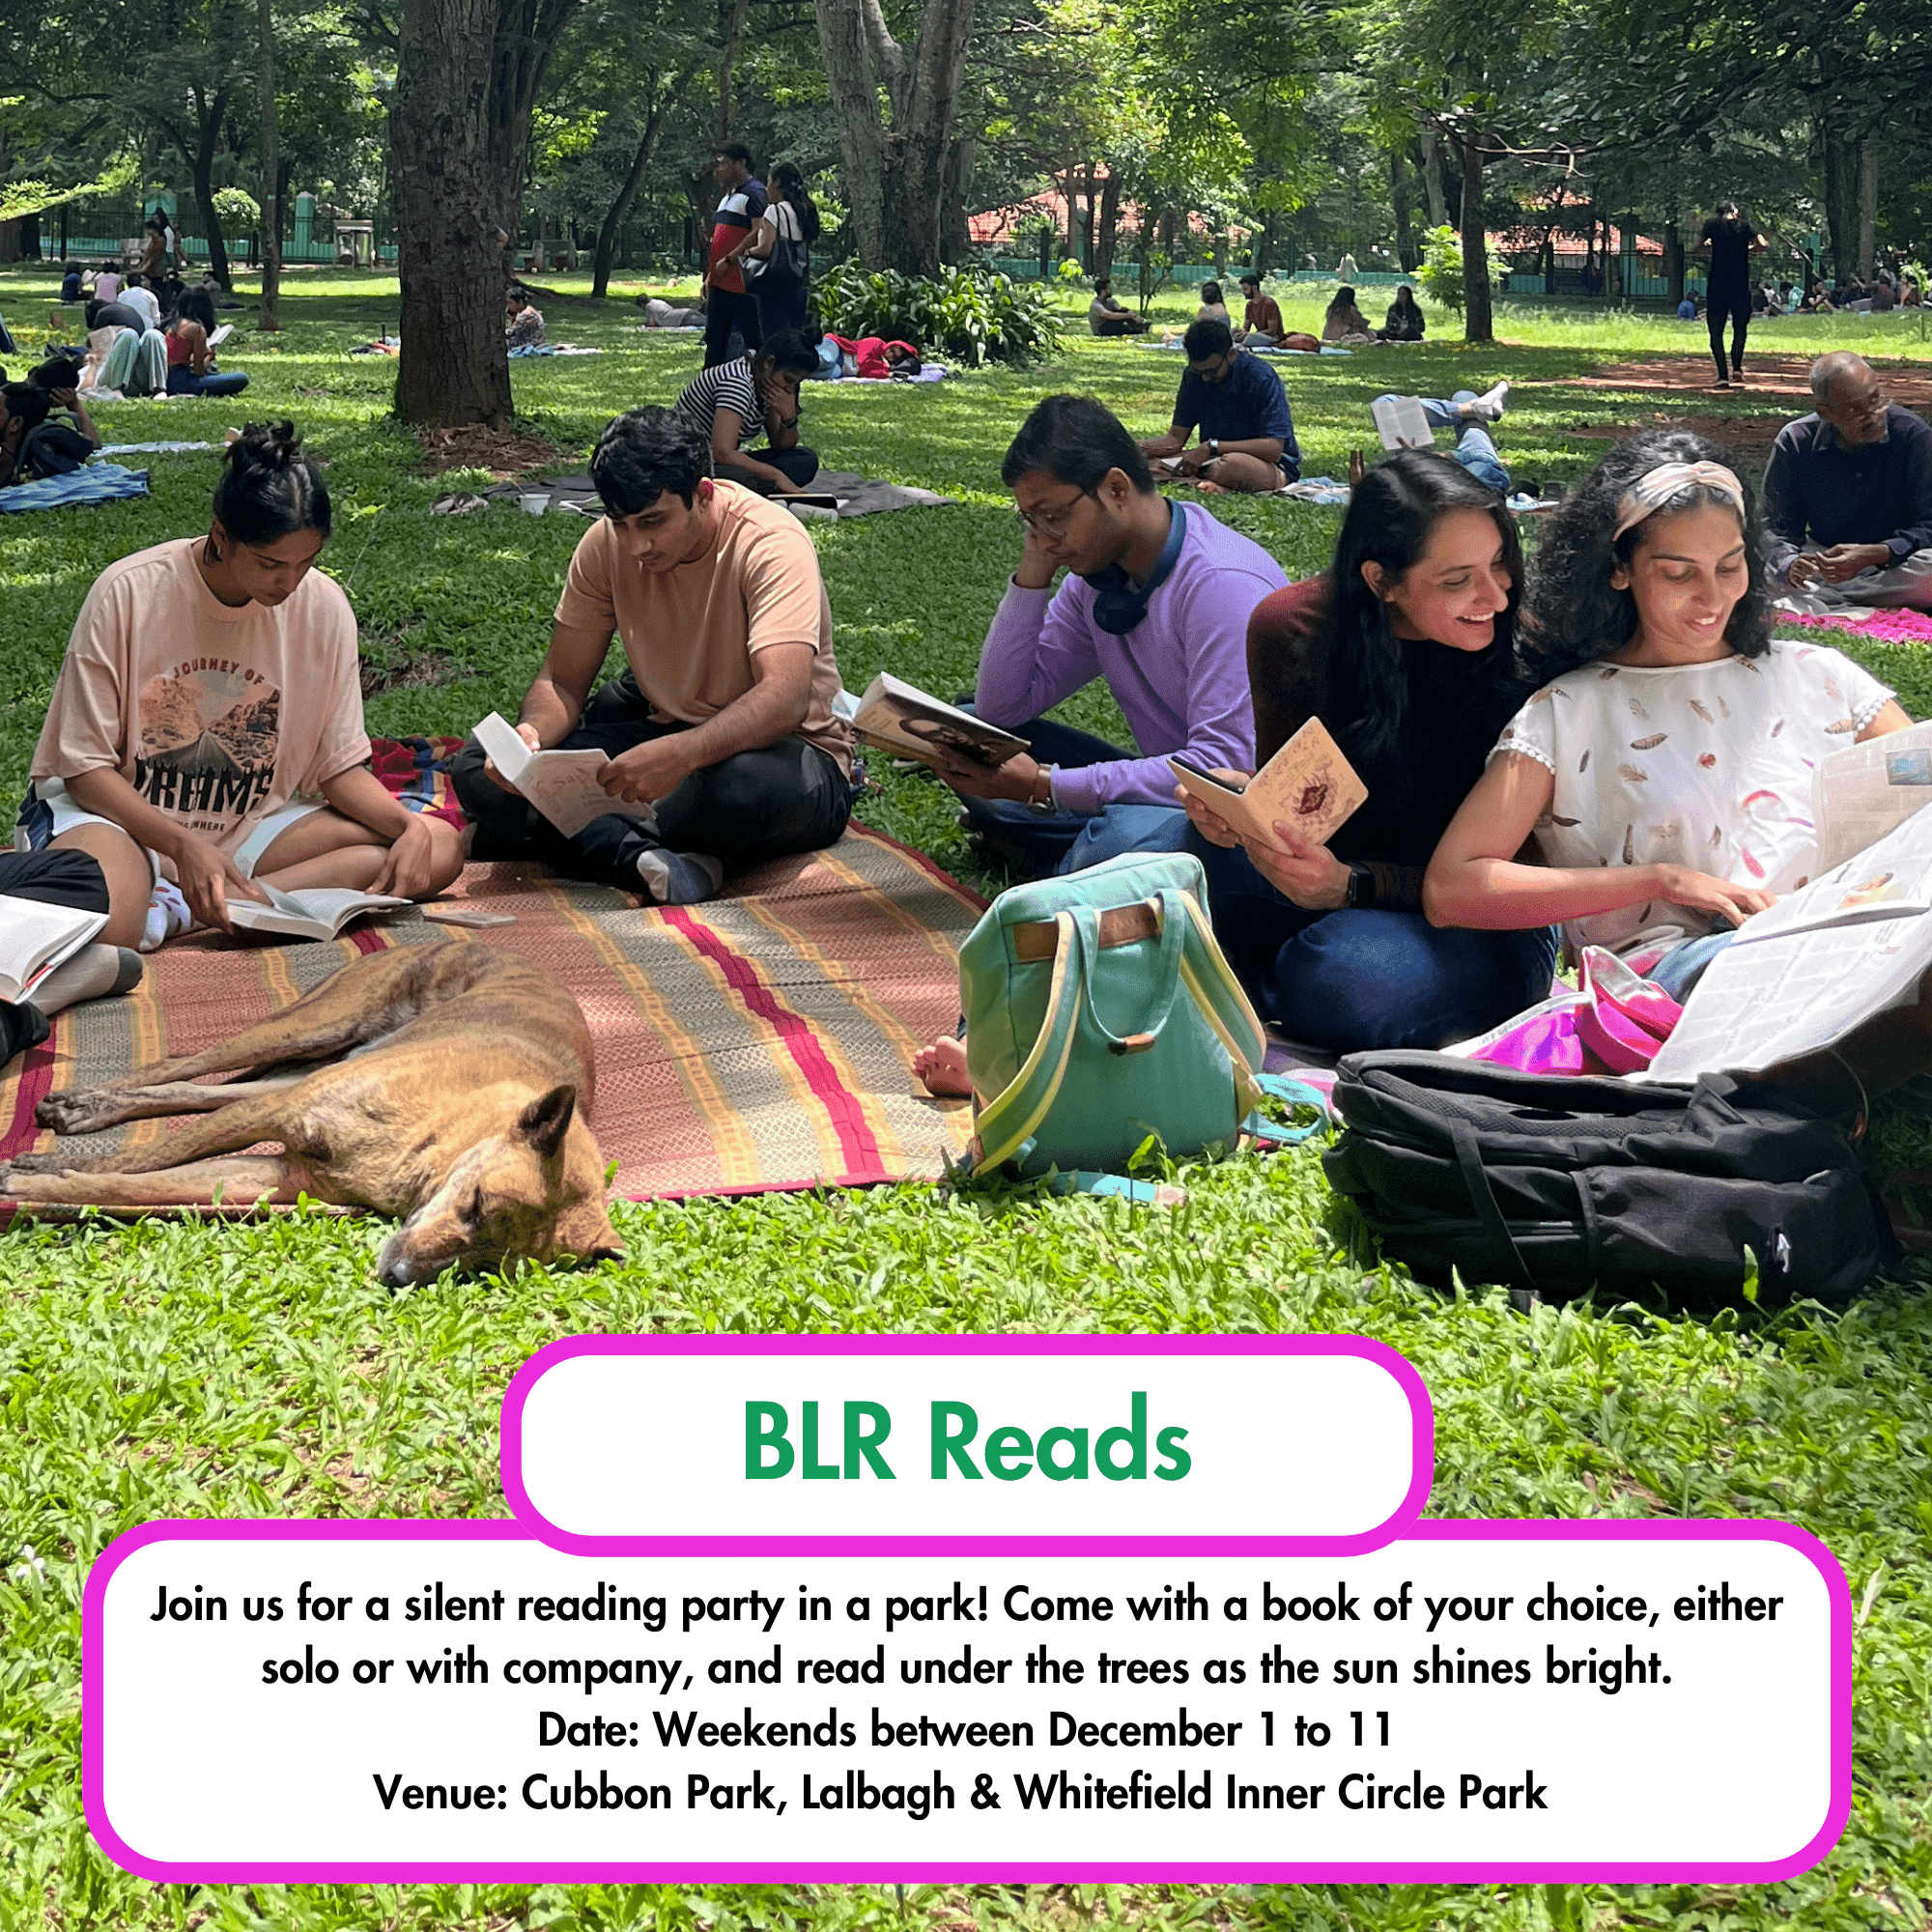 JOURNEY OF
DREAMS
BLR Reads
Join us for a silent reading party in a park! Come with a book of your choice, either
solo or with company, and read under the trees as the sun shines bright.
Date: Weekends between December 1 to 11
Venue: Cubbon Park, Lalbagh & Whitefield Inner Circle Park